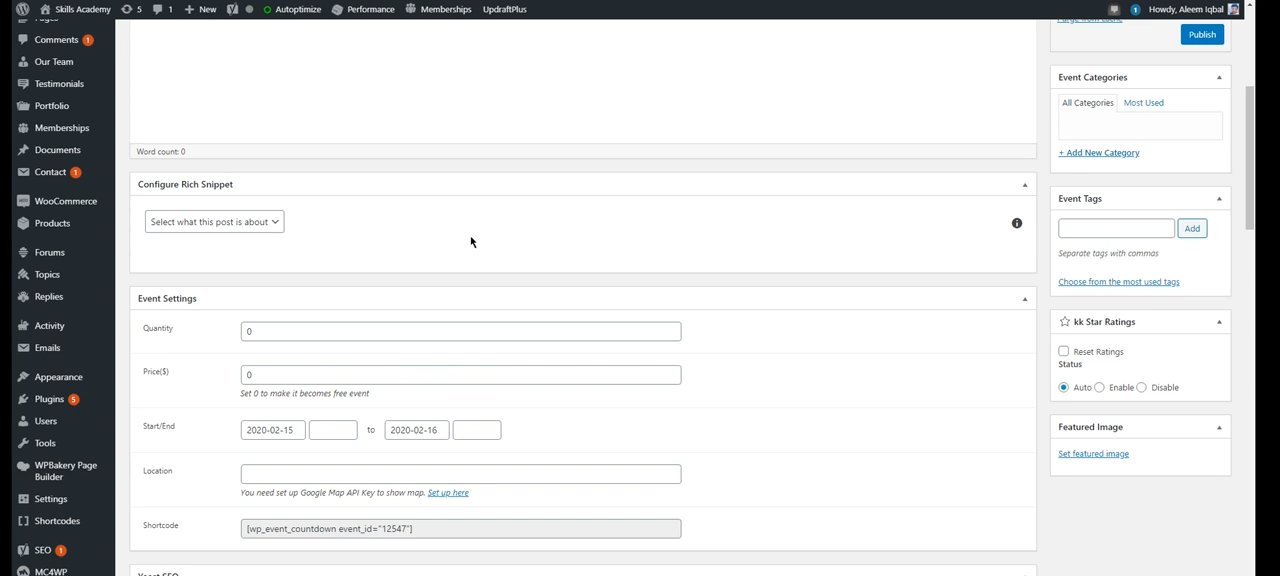 Skills Academy 5 1 New Autoptimize Performance Memberships UpdraftPlus 1 Howdy, Aleem Iqbal
Pages
Comments 1
Our Team
Testimonials
Portfolio
Memberships
Documents
Contact 1
WooCommerce
Products
Forums
Topics
Replies
Activity
Emails
Appearance
Plugins 5
Users
Tools
WPBakery Page
Builder
Settings
Shortcodes
SEO 1
MC4WP
Word count: 0
Configure Rich Snippet
Select what this post is about
Event Settings
Quantity
0
Price($)
0
Set 0 to make it becomes free event
Start/End
2020-02-15 to 2020-02-16
Location
You need set up Google Map API Key to show map. Set up here
Shortcode
[wp_event_countdown event_id="12547"]
Yoast SEO
Purge from cache
Publish
Event Categories
All Categories Most Used
+ Add New Category
Event Tags
Add
Separate tags with commas
Choose from the most used tags
kk Star Ratings
Reset Ratings
Status
Auto Enable Disable
Featured Image
Set featured image